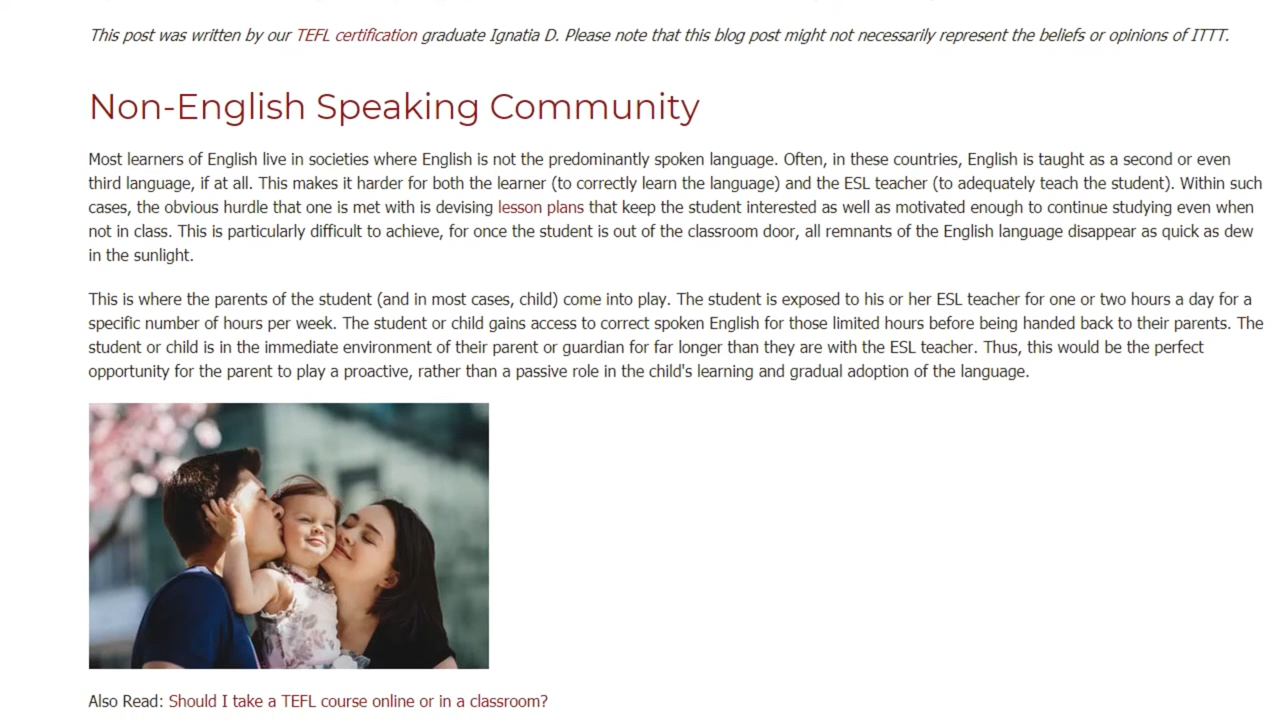 This post was written by our TEFL certification graduate Ignatia D. Please note that this blog post might not necessarily represent the beliefs or opinions of ITTT.
Non-English Speaking Community
Most learners of English live in societies where English is not the predominantly spoken language. Often, in these countries, English is taught as a second or even
third language, if at all. This makes it harder for both the learner (to correctly learn the language) and the ESL teacher (to adequately teach the student). Within such
cases, the obvious hurdle that one is met with is devising lesson plans that keep the student interested as well as motivated enough to continue studying even when
not in class. This is particularly difficult to achieve, for once the student is out of the classroom door, all remnants of the English language disappear as quick as dew
in the sunlight.
This is where the parents of the student (and in most cases, child) come into play. The student is exposed to his or her ESL teacher for one or two hours a day for a
specific number of hours per week. The student or child gains access to correct spoken English for those limited hours before being handed back to their parents. The
student or child is in the immediate environment of their parent or guardian for far longer than they are with the ESL teacher. Thus, this would be the perfect
opportunity for the parent to play a proactive, rather than a passive role in the child's learning and gradual adoption of the language.
Also Read: Should I take a TEFL course online or in a classroom?